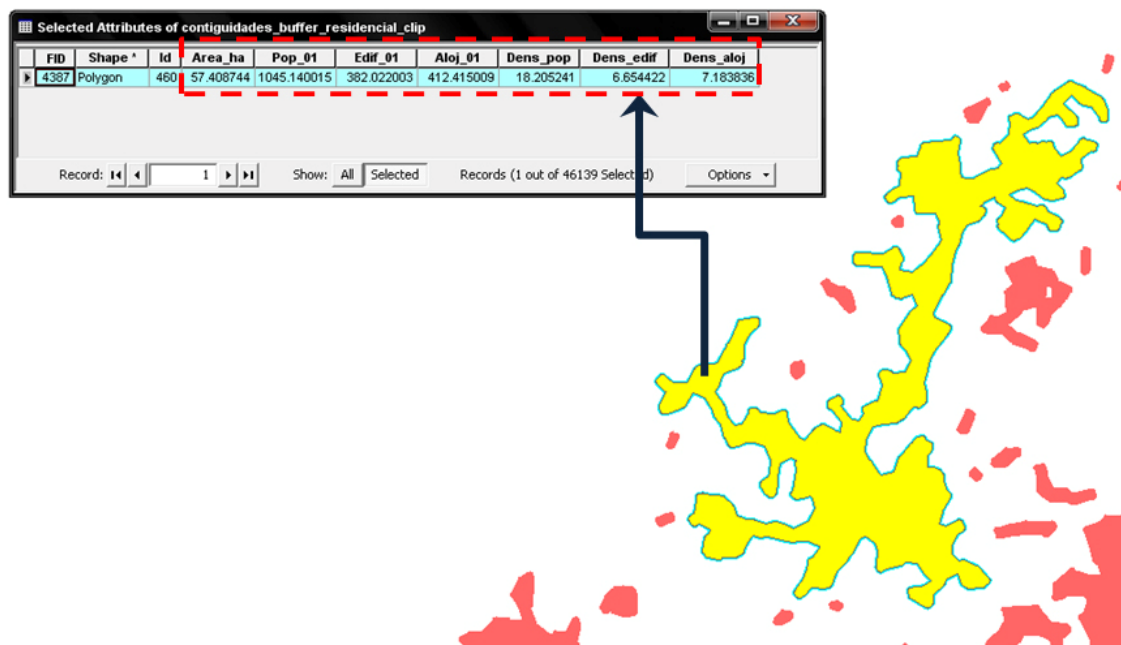 Selected Attributes of contiguidades_buffer_residencial_clip
FID Shape * Id Area_ha Pop_01 Edif_01 Aloj_01 Dens_pop Dens_edif Dens_aloj
4387 Polygon 460 57.408744 1045.140015 382.022003 412.415009 18.205241 6.654422 7.183836
Record: 1 Show: All Selected Records (1 out of 46139 Selected) Options